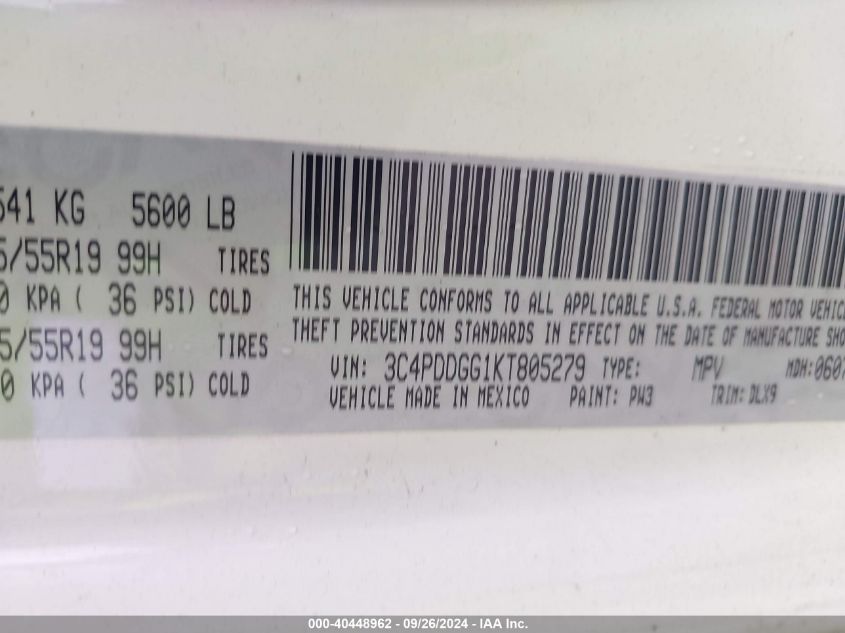 541 KG 5600 LB
5/55R19 99H TIRES
0 KPA ( 36 PSI) COLD
5/55R19 99H TIRES
0 KPA ( 36 PSI) COLD
THIS VEHICLE CONFORMS TO ALL APPLICABLE U.S.A. FEDERAL MOTOR VEHIC
THEFT PREVENTION STANDARDS IN EFFECT ON THE DATE OF MANUFACTURE SHO
VIN: 3C4PDDGG1KT805279 TYPE: MPV MDH:0607
VEHICLE MADE IN MEXICO PAINT: PW3 TRIM: DLX9
000-40448962 - 09/26/2024 - IAA Inc.